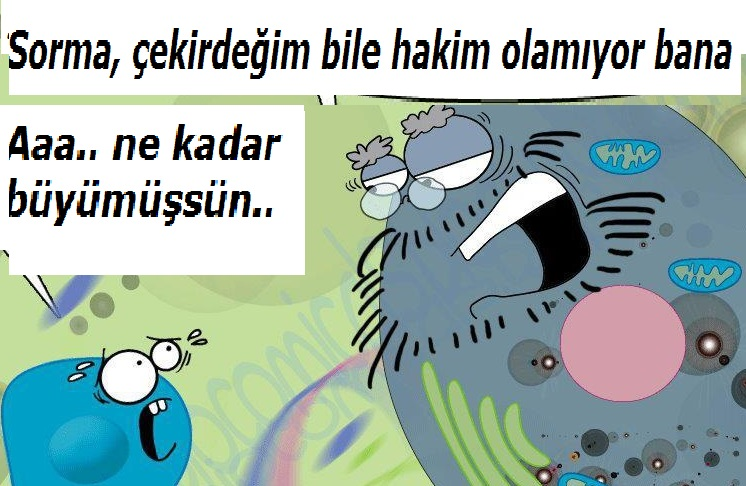 Sorma, çekirdeğim bile hakim olamıyor bana
Aaa.. ne kadar
büyümüşsün..